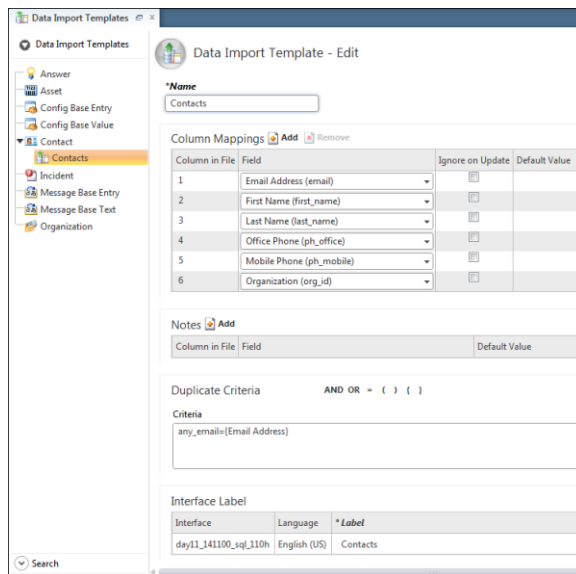 Data Import Templates
Data Import Templates
Answer
Asset
Config Base Entry
Config Base Value
Contact
Contacts
Incident
Message Base Entry
Message Base Text
Organization
Search
Data Import Template - Edit
*Name
Contacts
Column Mappings Add Remove
Column in File Field Ignore on Update Default Value
1 Email Address (email)
2 First Name (first_name)
3 Last Name (last_name)
4 Office Phone (ph_office)
5 Mobile Phone (ph_mobile)
6 Organization (org_id)
Notes Add
Column in File Field Default Value
Duplicate Criteria AND OR = ( ) { }
Criteria
any_email={Email Address}
Interface Label
Interface Language *Label
day11_141100_sql_110h English (US) Contacts